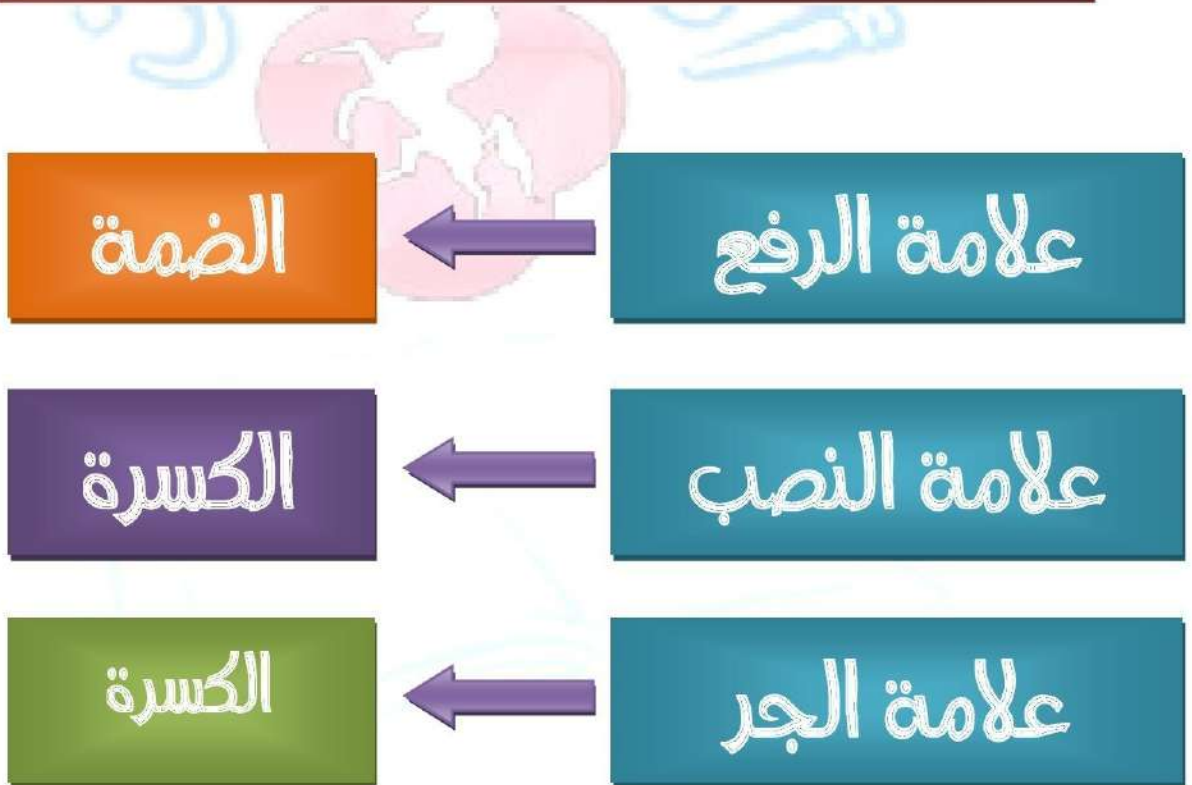 علامة الرفع
الضمة
علامة النصب
الكسرة
علامة الجر
الكسرة